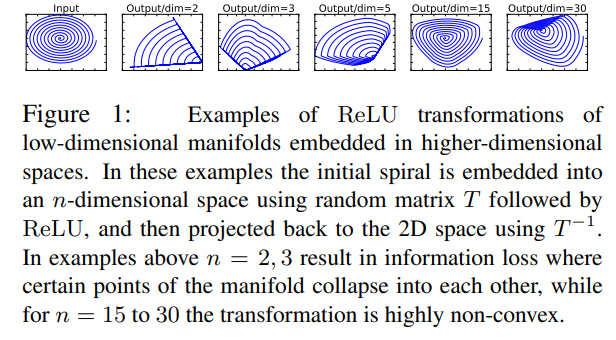 Input Output/dim=2 Output/dim=3 Output/dim=5 Output/dim=15 Output/dim=30
Figure 1: Examples of ReLU transformations of
low-dimensional manifolds embedded in higher-dimensional
spaces. In these examples the initial spiral is embedded into
an n-dimensional space using random matrix T followed by
ReLU, and then projected back to the 2D space using T⁻¹.
In examples above n = 2, 3 result in information loss where
certain points of the manifold collapse into each other, while
for n = 15 to 30 the transformation is highly non-convex.